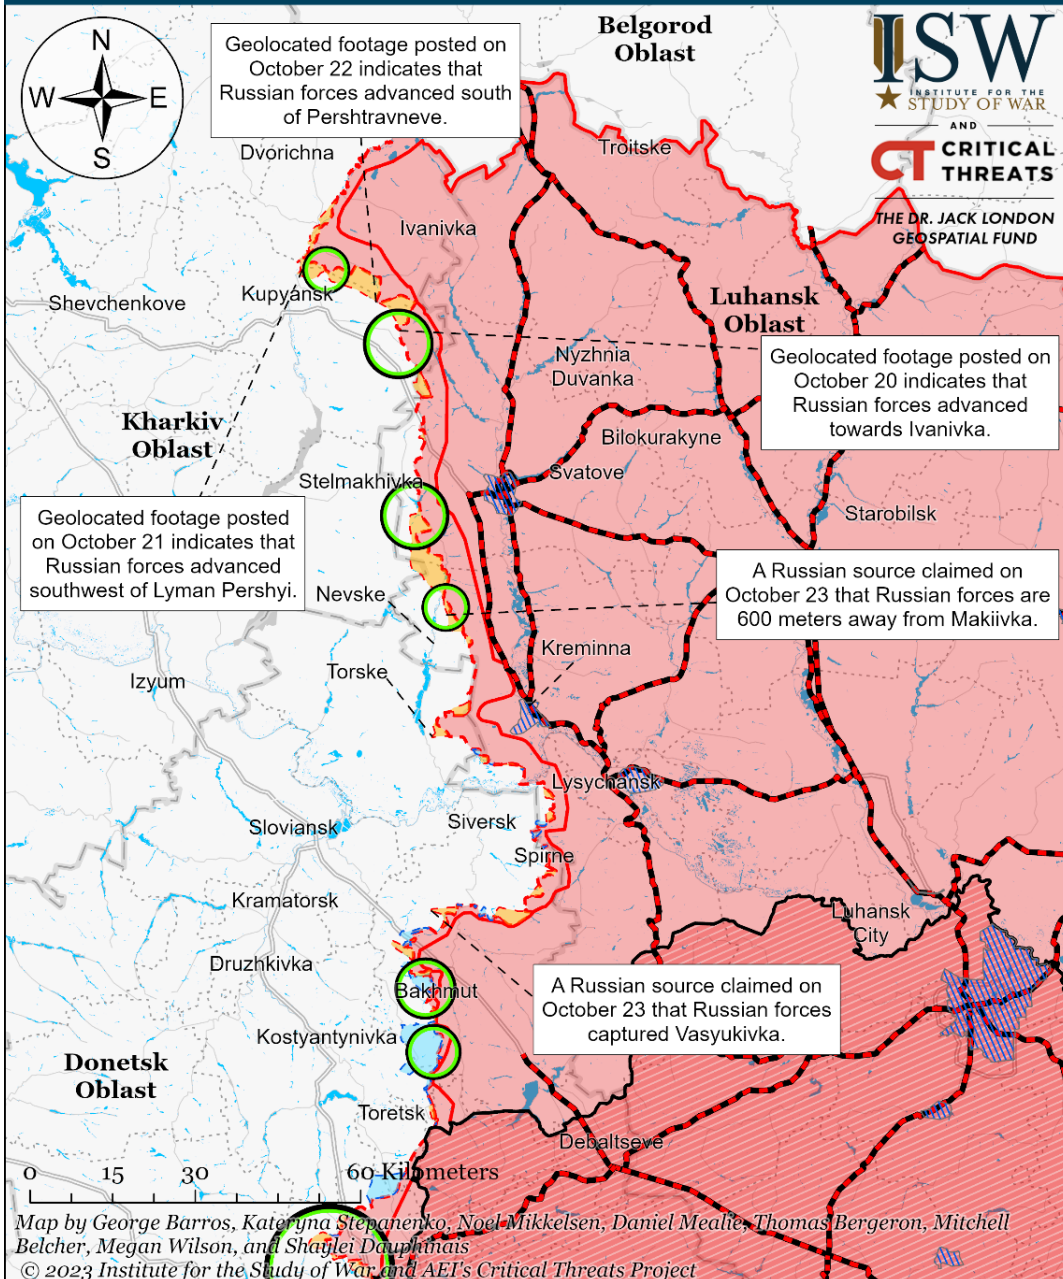 N
W
E
S
Geolocated footage posted on
October 22 indicates that
Russian forces advanced south
of Pershtravneve.
Belgorod
Oblast
ISW
INSTITUTE FOR THE
STUDY OF WAR
AND
CT CRITICAL
THREATS
THE DR. JACK LONDON
GEOSPATIAL FUND
Dvorichna
Troitske
Ivanivka
Shevchenkove
Kupyansk
Luhansk
Oblast
Nyzhnia
Duvanka
Geolocated footage posted on
October 20 indicates that
Russian forces advanced
towards Ivanivka.
Kharkiv
Oblast
Bilokurakyne
Svatove
Stelmakhivka
Starobilsk
Geolocated footage posted
on October 21 indicates that
Russian forces advanced
southwest of Lyman Pershyi.
Nevske
A Russian source claimed on
October 23 that Russian forces are
600 meters away from Makiivka.
Kreminna
Torske
Izyum
Lysychansk
Sloviansk
Siversk
Spirne
Kramatorsk
Luhansk
City
Druzhkivka
Bakhmut
A Russian source claimed on
October 23 that Russian forces
captured Vasyukivka.
Kostyantynivka
Donetsk
Oblast
Toretsk
Debaltseve
0 15 30 60 Kilometers
Map by George Barros, Kateryna Stepanenko, Noel Mikkelsen, Daniel Mealie, Thomas Bergeron, Mitchell
Belcher, Megan Wilson, and Shaylei Dauphinais
© 2023 Institute for the Study of War and AEI's Critical Threats Project